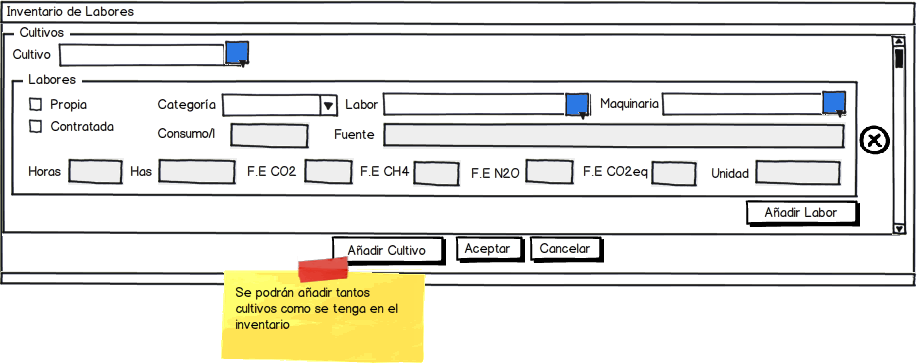 Inventario de Labores
Cultivos
Cultivo
Labores
Propia Categoría Labor Maquinaria
Contratada
Consumo/l Fuente
Horas Has F.E CO2 F.E CH4 F.E N2O F.E CO2eq Unidad
Añadir Labor
Añadir Cultivo Aceptar Cancelar
Se podrán añadir tantos
cultivos como se tenga en el
inventario